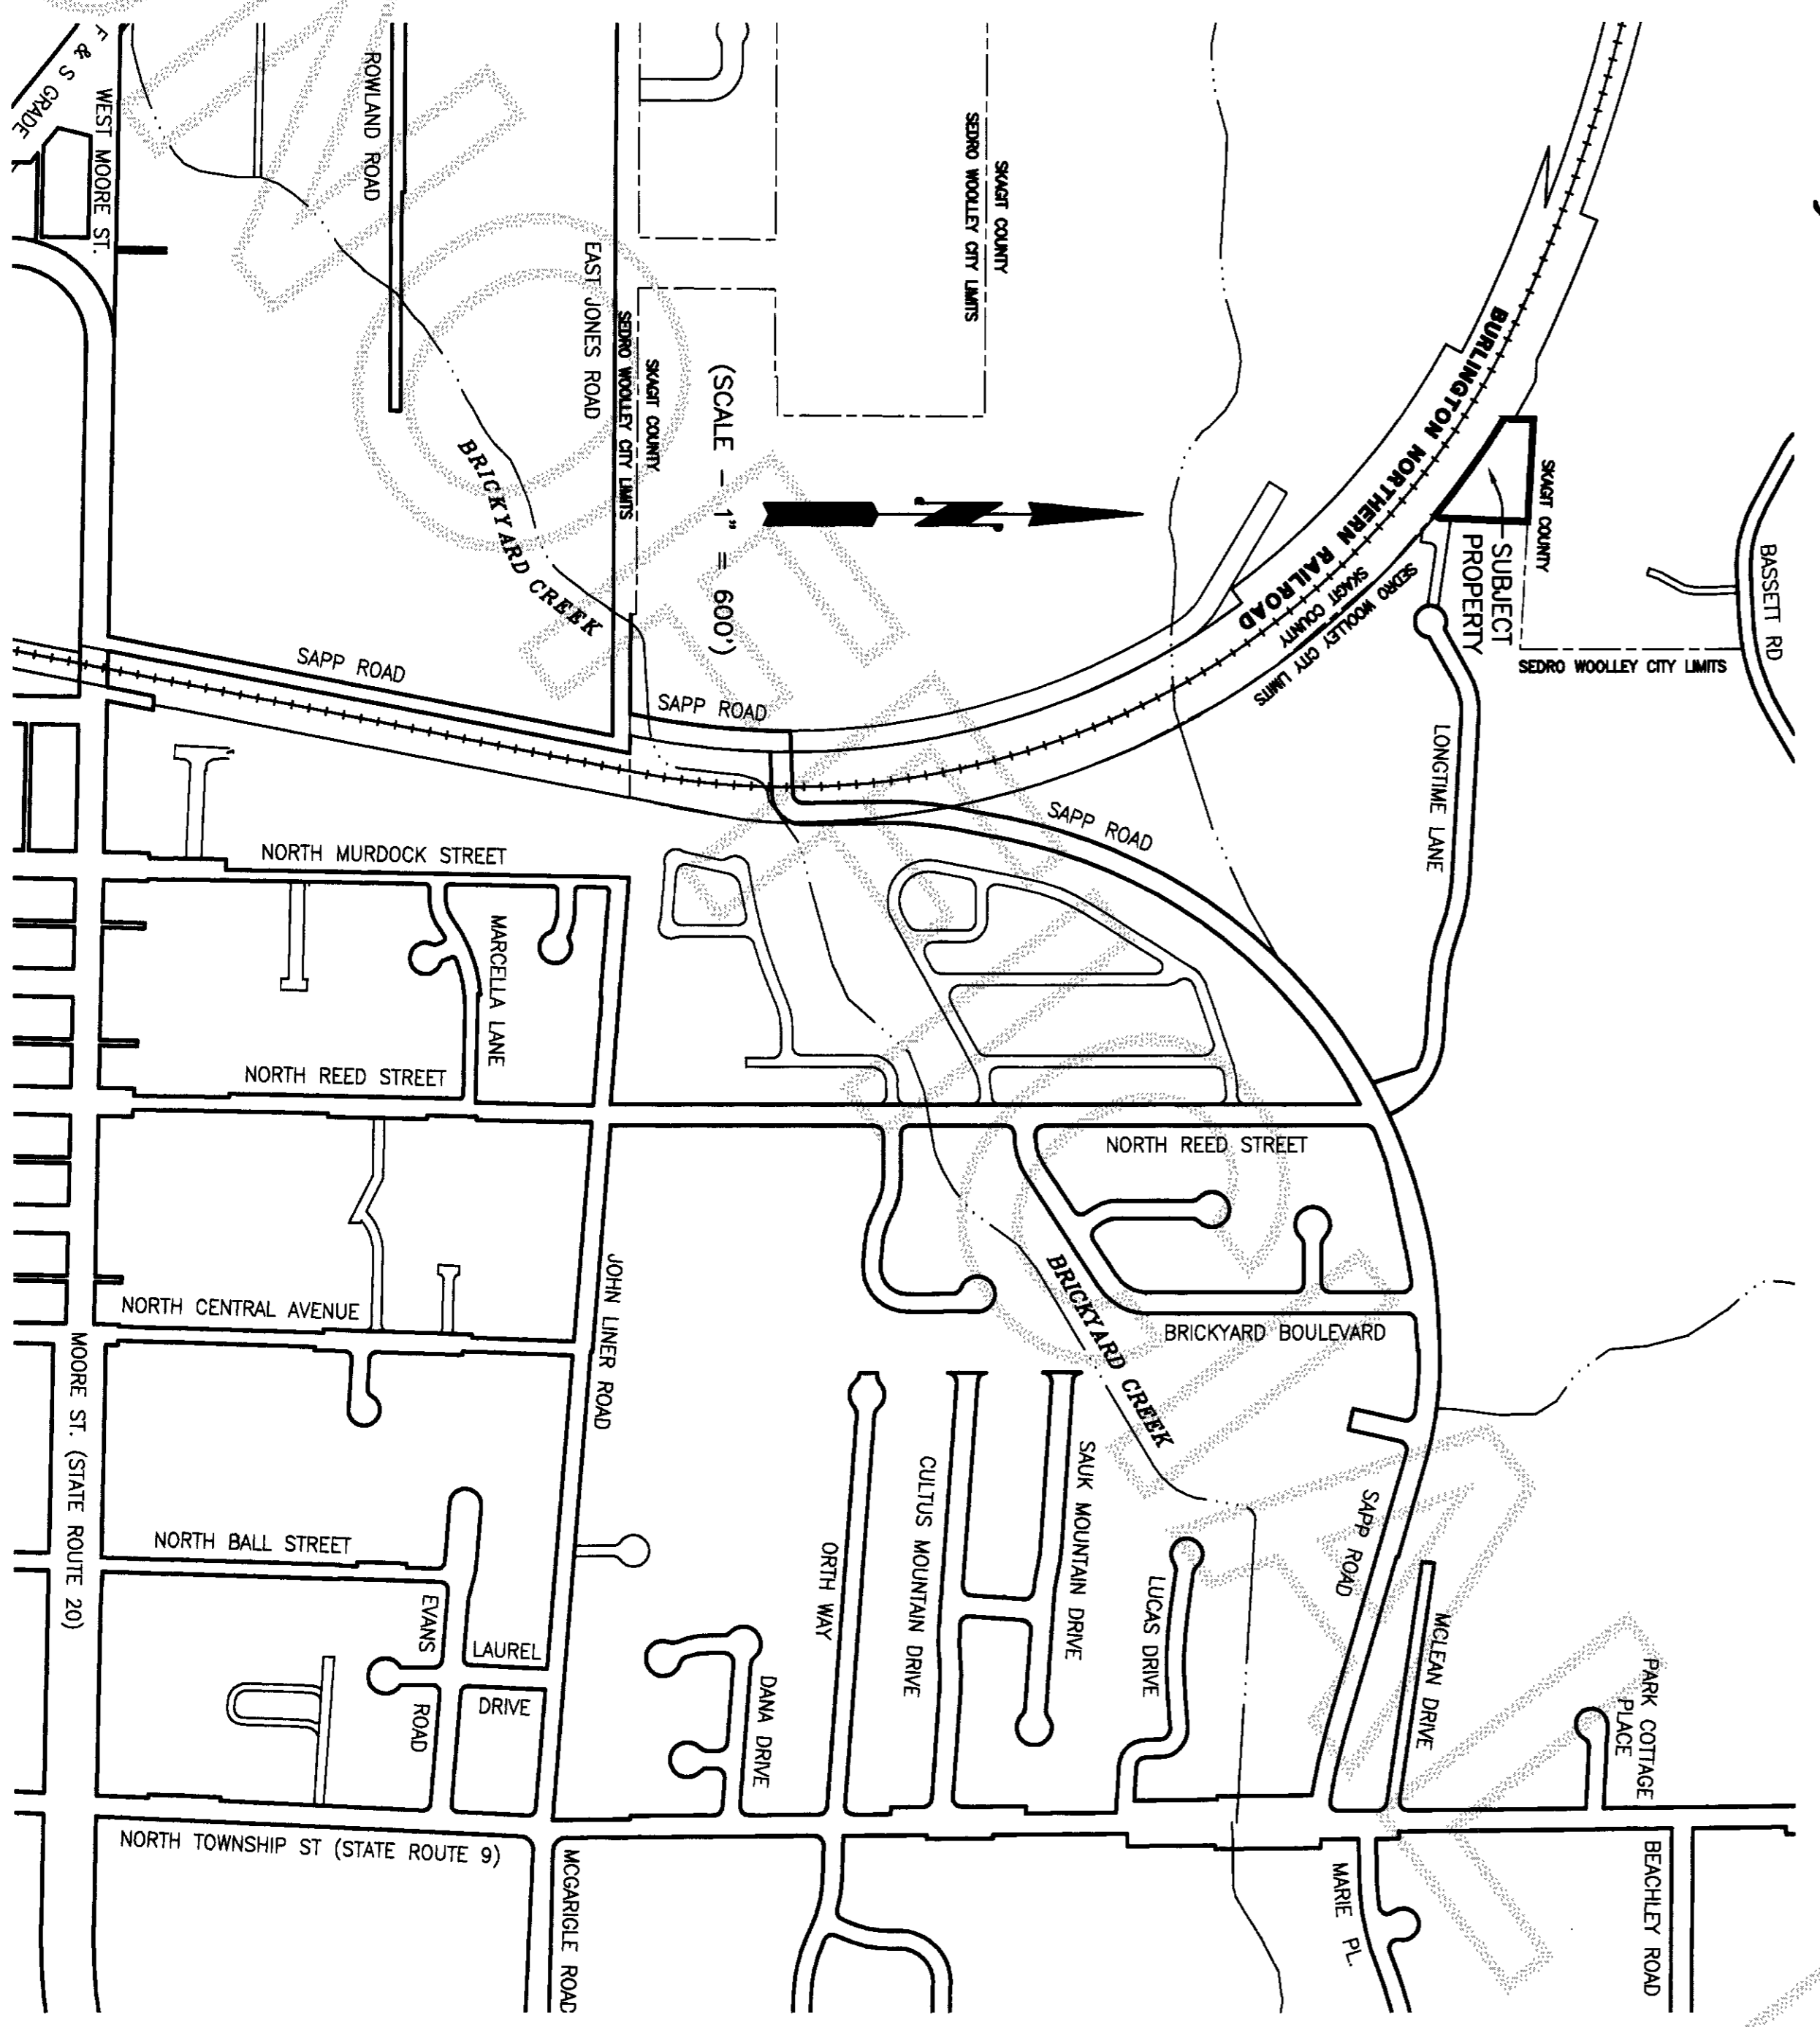 F & S GRADE
WEST MOORE ST.
ROWLAND ROAD
EAST JONES ROAD
SEDRO WOOLLEY CITY LIMITS
SKAGIT COUNTY
SEDRO WOOLLEY CITY LIMITS
SKAGIT COUNTY
(SCALE - 1" = 600')
BRICKYARD CREEK
BURLINGTON NORTHERN RAILROAD
SKAGIT COUNTY
SEDRO WOOLLEY CITY LIMITS
SUBJECT
PROPERTY
SKAGIT COUNTY
SEDRO WOOLLEY CITY LIMITS
BASSETT RD
SAPP ROAD
SAPP ROAD
SAPP ROAD
LONGTIME LANE
NORTH MURDOCK STREET
MARCELLA LANE
NORTH REED STREET
NORTH REED STREET
NORTH CENTRAL AVENUE
JOHN LINER ROAD
BRICKYARD CREEK
BRICKYARD BOULEVARD
MOORE ST. (STATE ROUTE 20)
NORTH BALL STREET
EVANS
ROAD
LAUREL
DRIVE
ORTH WAY
CULTUS MOUNTAIN DRIVE
SAUK MOUNTAIN DRIVE
LUCAS DRIVE
SAPP ROAD
MCLEAN DRIVE
PARK COTTAGE
PLACE
DANA DRIVE
NORTH TOWNSHIP ST (STATE ROUTE 9)
MCGARIGLE ROAD
MARIE PL.
BEACHLEY ROAD